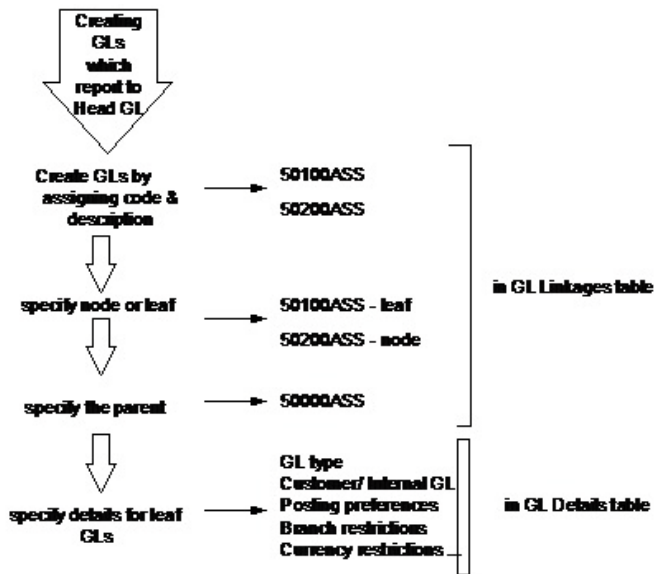 Creating
GLs
which
report to
Head GL
Create GLs by
assigning code &
description
50100ASS
50200ASS
specify node or leaf
50100ASS - leaf
50200ASS - node
specify the parent
50000ASS
in GL Linkages table
specify details for leaf
GLs
GL type
Customer/ Internal GL
Posting preferences
Branch restrictions
Currency restrictions
in GL Details table